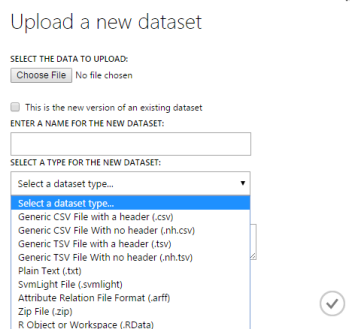 Upload a new dataset
SELECT THE DATA TO UPLOAD:
Choose File No file chosen
This is the new version of an existing dataset
ENTER A NAME FOR THE NEW DATASET:
SELECT A TYPE FOR THE NEW DATASET:
Select a dataset type...
Select a dataset type...
Generic CSV File with a header (.csv)
Generic CSV File With no header (.nh.csv)
Generic TSV File with a header (.tsv)
Generic TSV File With no header (.nh.tsv)
Plain Text (.txt)
SvmLight File (.svmlight)
Attribute Relation File Format (.arff)
Zip File (.zip)
R Object or Workspace (.RData)